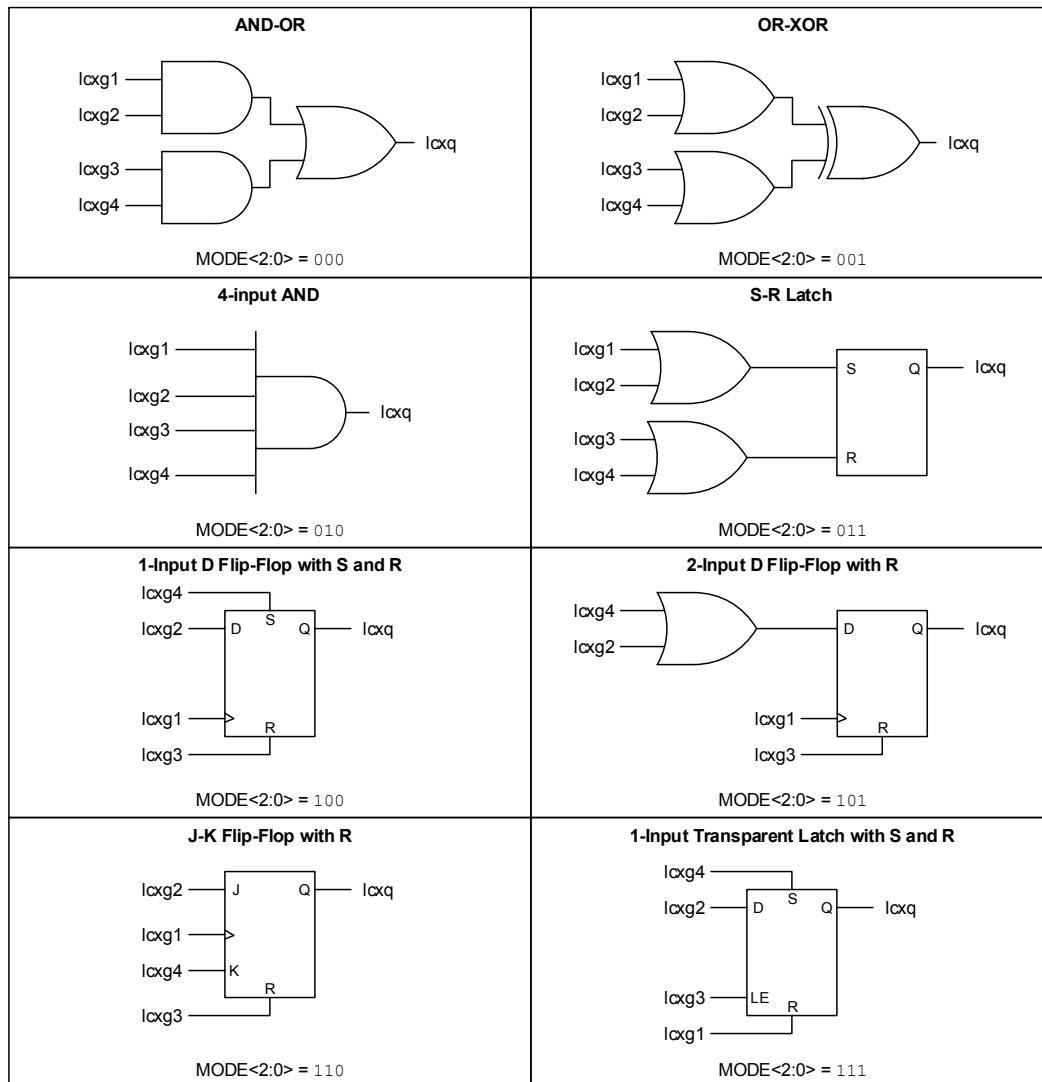 AND-OR
lcxg1
lcxg2
lcxg3
lcxg4
lcxq
MODE<2:0> = 000
OR-XOR
lcxg1
lcxg2
lcxg3
lcxg4
lcxq
MODE<2:0> = 001
4-input AND
lcxg1
lcxg2
lcxg3
lcxg4
lcxq
MODE<2:0> = 010
S-R Latch
lcxg1
lcxg2
lcxg3
lcxg4
S
Q
lcxq
R
MODE<2:0> = 011
1-Input D Flip-Flop with S and R
lcxg4
S
lcxg2
D
Q
lcxq
lcxg1
R
lcxg3
MODE<2:0> = 100
2-Input D Flip-Flop with R
lcxg4
lcxg2
D
Q
lcxq
lcxg1
R
lcxg3
MODE<2:0> = 101
J-K Flip-Flop with R
lcxg2
J
Q
lcxq
lcxg1
lcxg4
K
R
lcxg3
MODE<2:0> = 110
1-Input Transparent Latch with S and R
lcxg4
S
lcxg2
D
Q
lcxq
lcxg3
LE
R
lcxg1
MODE<2:0> = 111